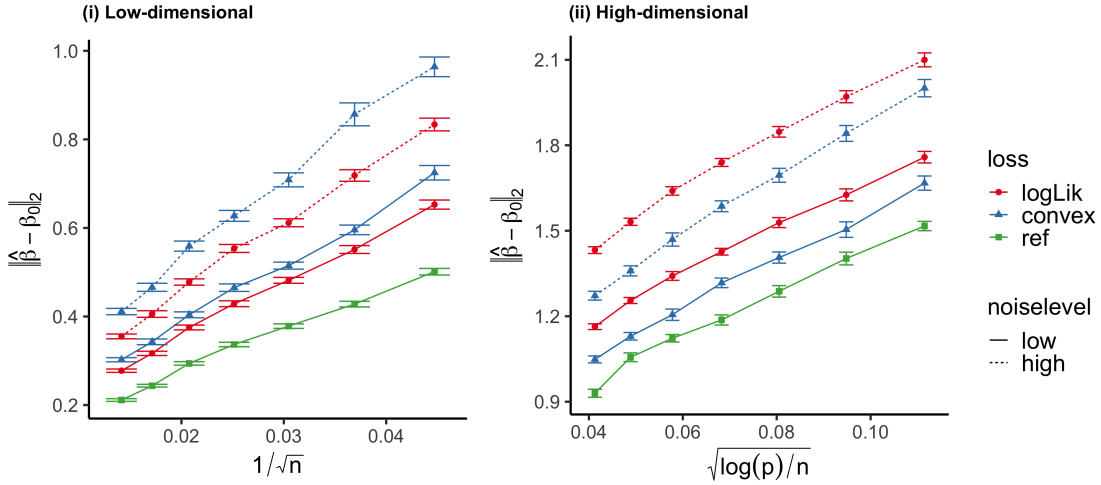 (i) Low-dimensional
1.0
0.8
0.6
0.4
0.2
‖β̂ − β₀‖₂
0.02
0.03
0.04
1/√n
(ii) High-dimensional
2.1
1.8
1.5
1.2
0.9
‖β̂ − β₀‖₂
0.04
0.06
0.08
0.10
√log(p)/n
loss
logLik
convex
ref
noiselevel
low
high